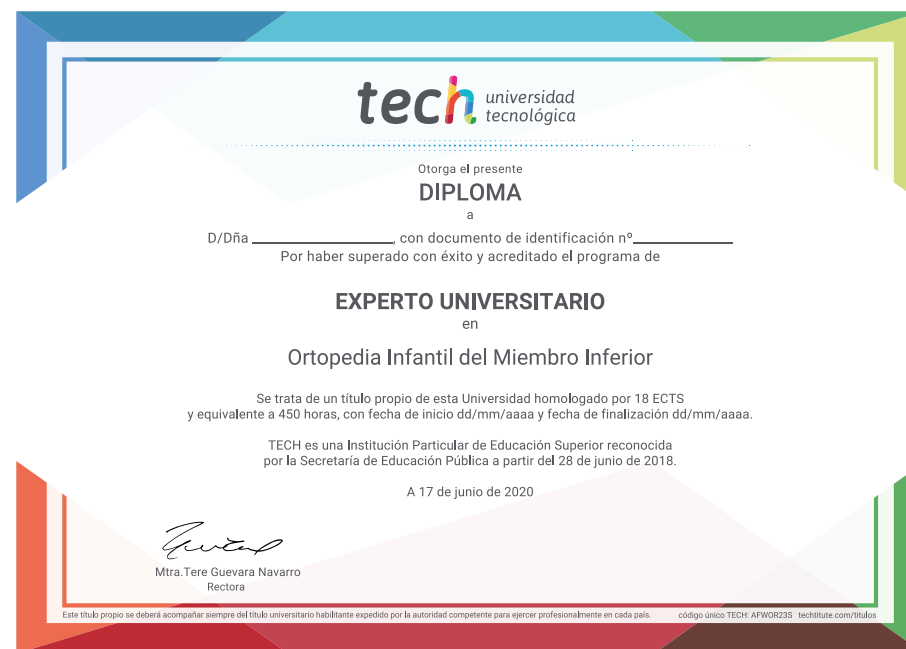 tech universidad
tecnológica
Otorga el presente
DIPLOMA
a
D/Dña ____________________, con documento de identificación nº______________
Por haber superado con éxito y acreditado el programa de
EXPERTO UNIVERSITARIO
en
Ortopedia Infantil del Miembro Inferior
Se trata de un título propio de esta Universidad homologado por 18 ECTS
y equivalente a 450 horas, con fecha de inicio dd/mm/aaaa y fecha de finalización dd/mm/aaaa.
TECH es una Institución Particular de Educación Superior reconocida
por la Secretaría de Educación Pública a partir del 28 de junio de 2018.
A 17 de junio de 2020
Mtra.Tere Guevara Navarro
Rectora
Este título propio se deberá acompañar siempre del título universitario habilitante expedido por la autoridad competente para ejercer profesionalmente en cada país. código único TECH: AFWOR23S techtitute.com/titulos